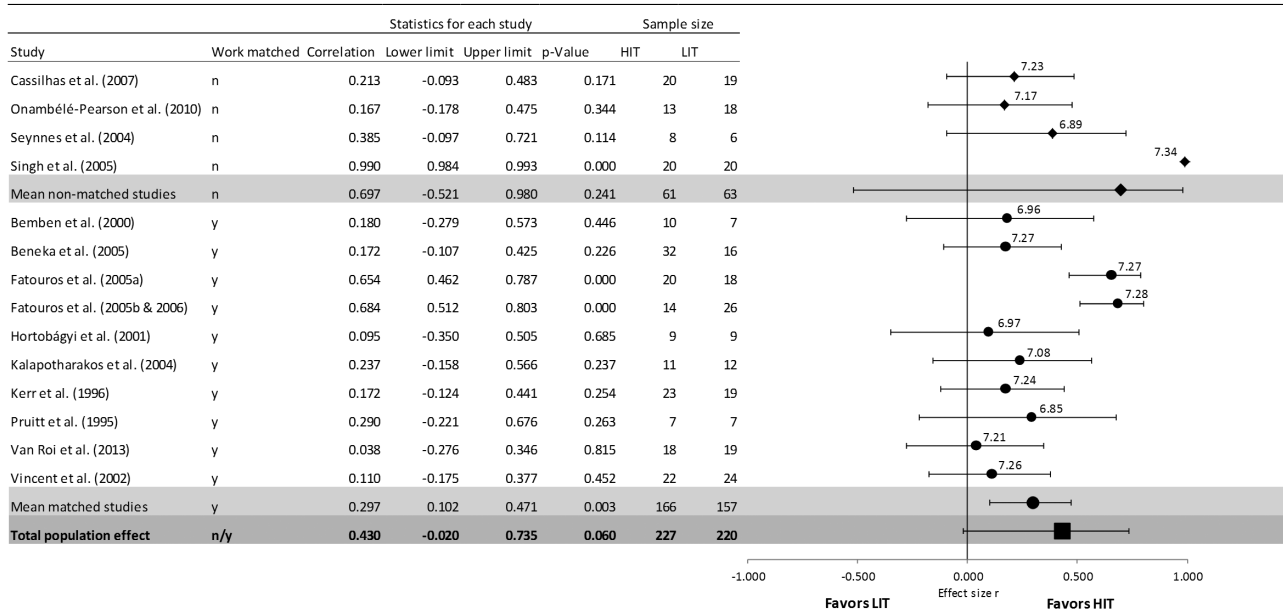 Statistics for each study Sample size
Study Work matched Correlation Lower limit Upper limit p-Value HIT LIT
Cassilhas et al. (2007) n 0.213 -0.093 0.483 0.171 20 19 7.23
Onambélé-Pearson et al. (2010) n 0.167 -0.178 0.475 0.344 13 18 7.17
Seynnes et al. (2004) n 0.385 -0.097 0.721 0.114 8 6 6.89
Singh et al. (2005) n 0.990 0.984 0.993 0.000 20 20 7.34
Mean non-matched studies n 0.697 -0.521 0.980 0.241 61 63
Bemben et al. (2000) y 0.180 -0.279 0.573 0.446 10 7 6.96
Beneka et al. (2005) y 0.172 -0.107 0.425 0.226 32 16 7.27
Fatouros et al. (2005a) y 0.654 0.462 0.787 0.000 20 18 7.27
Fatouros et al. (2005b & 2006) y 0.684 0.512 0.803 0.000 14 26 7.28
Hortobágyi et al. (2001) y 0.095 -0.350 0.505 0.685 9 9 6.97
Kalapotharakos et al. (2004) y 0.237 -0.158 0.566 0.237 11 12 7.08
Kerr et al. (1996) y 0.172 -0.124 0.441 0.254 23 19 7.24
Pruitt et al. (1995) y 0.290 -0.221 0.676 0.263 7 7 6.85
Van Roi et al. (2013) y 0.038 -0.276 0.346 0.815 18 19 7.21
Vincent et al. (2002) y 0.110 -0.175 0.377 0.452 22 24 7.26
Mean matched studies y 0.297 0.102 0.471 0.003 166 157
Total population effect n/y 0.430 -0.020 0.735 0.060 227 220
-1.000 -0.500 0.000 0.500 1.000
Effect size r
Favors LIT Favors HIT